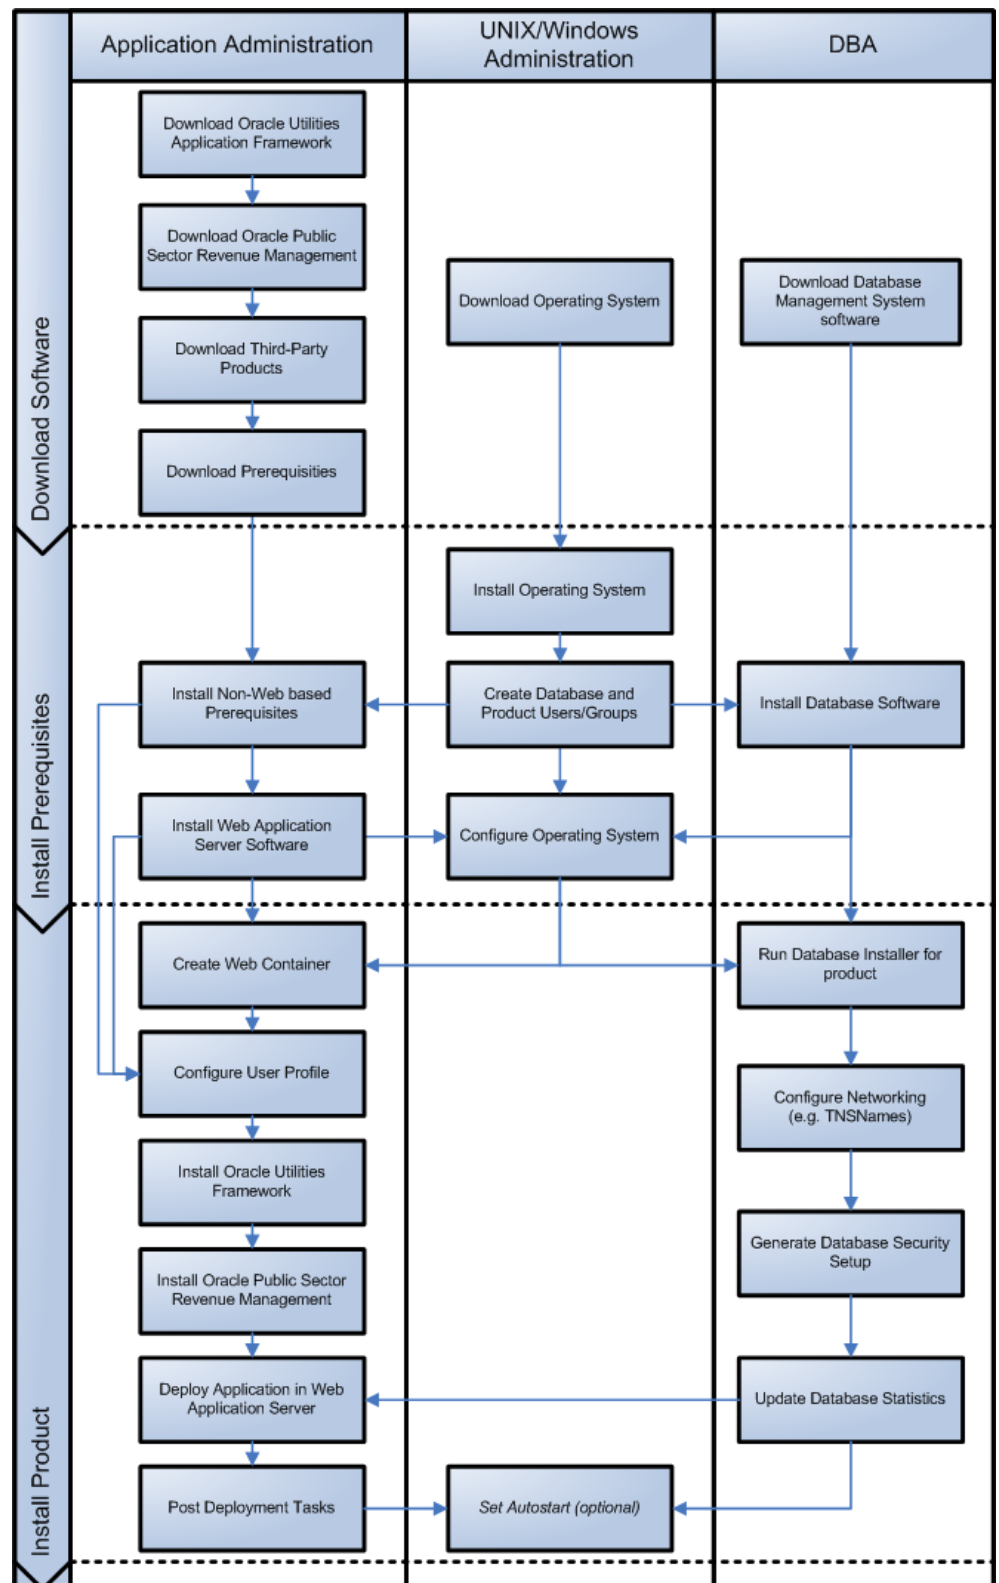 Application Administration
UNIX/Windows
Administration
DBA
Download Software
Download Oracle Utilities
Application Framework
Download Oracle Public
Sector Revenue Management
Download Operating System
Download Database
Management System
software
Download Third-Party
Products
Download Prerequisities
Install Prerequisites
Install Operating System
Install Non-Web based
Prerequisites
Create Database and
Product Users/Groups
Install Database Software
Install Web Application
Server Software
Configure Operating System
Install Product
Create Web Container
Run Database Installer for
product
Configure User Profile
Configure Networking
(e.g. TNSNames)
Install Oracle Utilities
Framework
Generate Database Security
Setup
Install Oracle Public Sector
Revenue Management
Deploy Application in Web
Application Server
Update Database Statistics
Post Deployment Tasks
Set Autostart (optional)